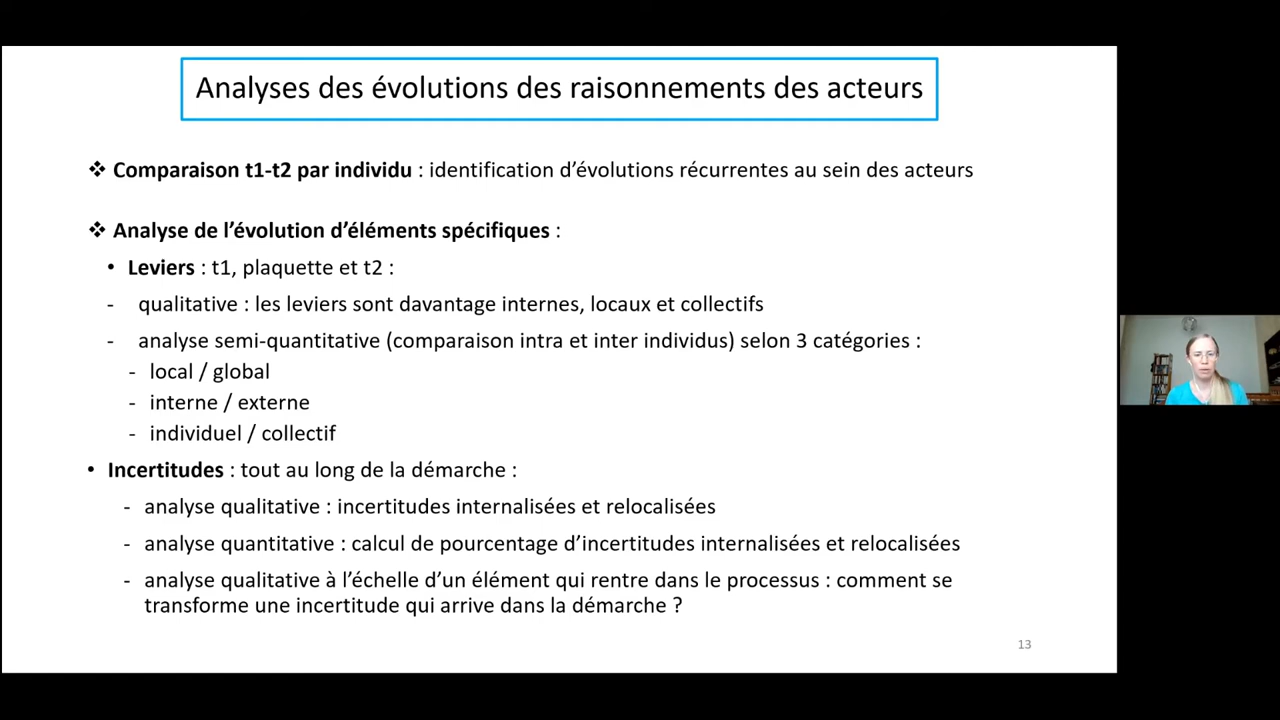 Analyses des évolutions des raisonnements des acteurs
❖ Comparaison t1-t2 par individu : identification d’évolutions récurrentes au sein des acteurs
❖ Analyse de l’évolution d’éléments spécifiques :
• Leviers : t1, plaquette et t2 :
- qualitative : les leviers sont davantage internes, locaux et collectifs
- analyse semi-quantitative (comparaison intra et inter individus) selon 3 catégories :
- local / global
- interne / externe
- individuel / collectif
• Incertitudes : tout au long de la démarche :
- analyse qualitative : incertitudes internalisées et relocalisées
- analyse quantitative : calcul de pourcentage d’incertitudes internalisées et relocalisées
- analyse qualitative à l’échelle d’un élément qui rentre dans le processus : comment se
transforme une incertitude qui arrive dans la démarche ?
13